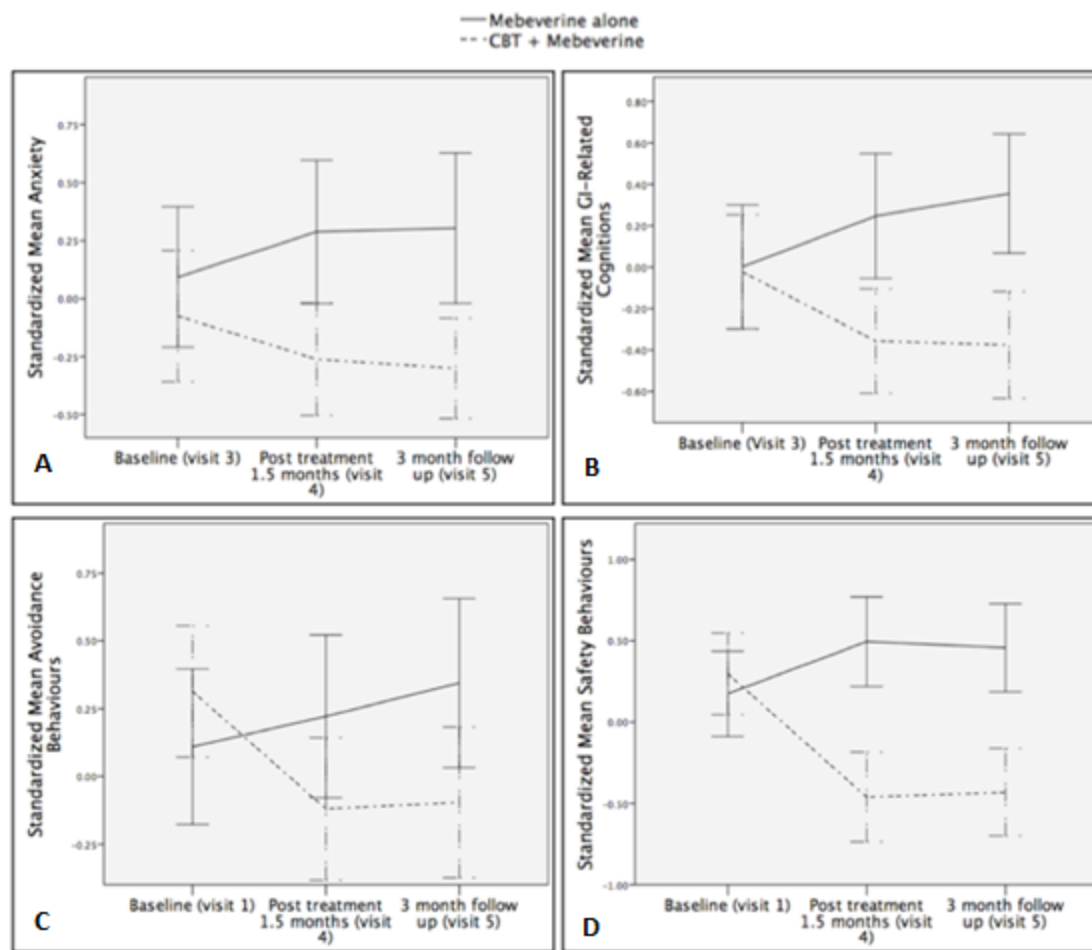 Mebeverine alone
CBT + Mebeverine
Standardized Mean Anxiety
0.75
0.50
0.25
0.00
-0.25
-0.50
Baseline (visit 3)
Post treatment
1.5 months (visit
4)
3 month follow
up (visit 5)
A
Standardized Mean GI-Related
Cognitions
0.80
0.60
0.40
0.20
0.00
-0.20
-0.40
-0.60
Baseline (Visit 3)
Post treatment
1.5 months (visit
4)
3 month follow
up (visit 5)
B
Standardized Mean Avoidance
Behaviours
0.75
0.50
0.25
0.00
-0.25
Baseline (visit 1)
Post treatment
1.5 months (visit
4)
3 month follow
up (visit 5)
C
Standardized Mean Safety Behaviours
1.00
0.50
0.00
-0.50
-1.00
Baseline (visit 1)
Post treatment
1.5 months (visit
4)
3 month follow
up (visit 5)
D